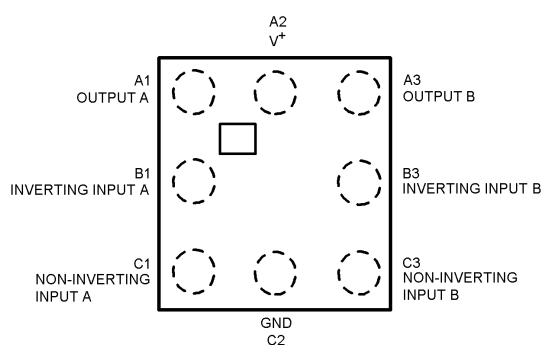 A2
V+
A1
OUTPUT A
A3
OUTPUT B
B1
INVERTING INPUT A
B3
INVERTING INPUT B
C1
NON-INVERTING
INPUT A
C3
NON-INVERTING
INPUT B
GND
C2